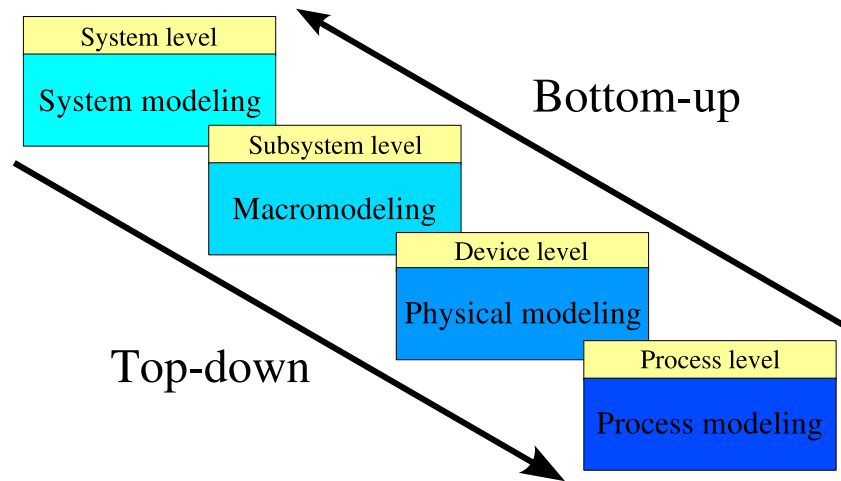 System level
System modeling
Bottom-up
Subsystem level
Macromodeling
Device level
Physical modeling
Top-down
Process level
Process modeling